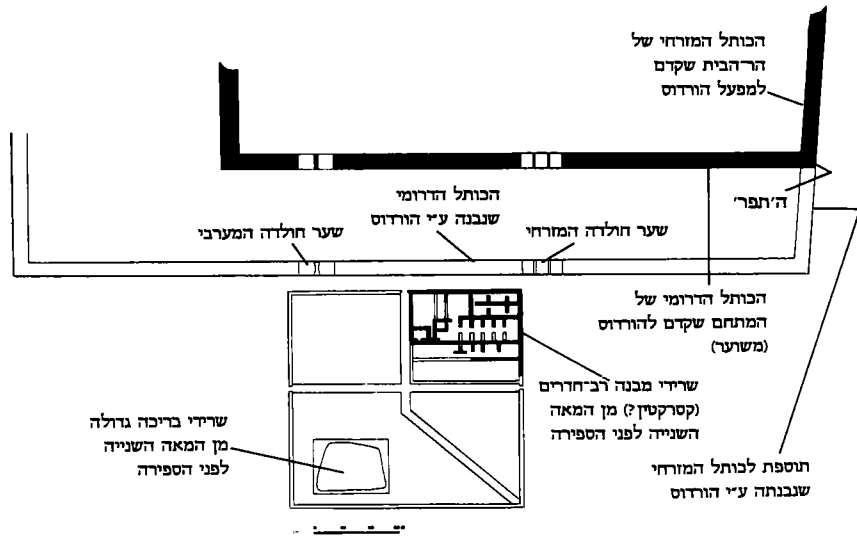 הכותל המזרחי של
הר־הבית שקדם
למפעל הורדוס
ה'תפר'
הכותל הדרומי
שנבנה ע״י הורדוס
שער חולדה המזרחי
שער חולדה המערבי
הכותל הדרומי של
המתחם שקדם להורדוס
(משוער)
שרידי מבנה רב־חדרים
(קסרקטין?) מן המאה
השנייה לפני הספירה
שרידי בריכה גדולה
מן המאה השנייה
לפני הספירה
תוספת לכותל המזרחי
שנבנתה ע״י הורדוס